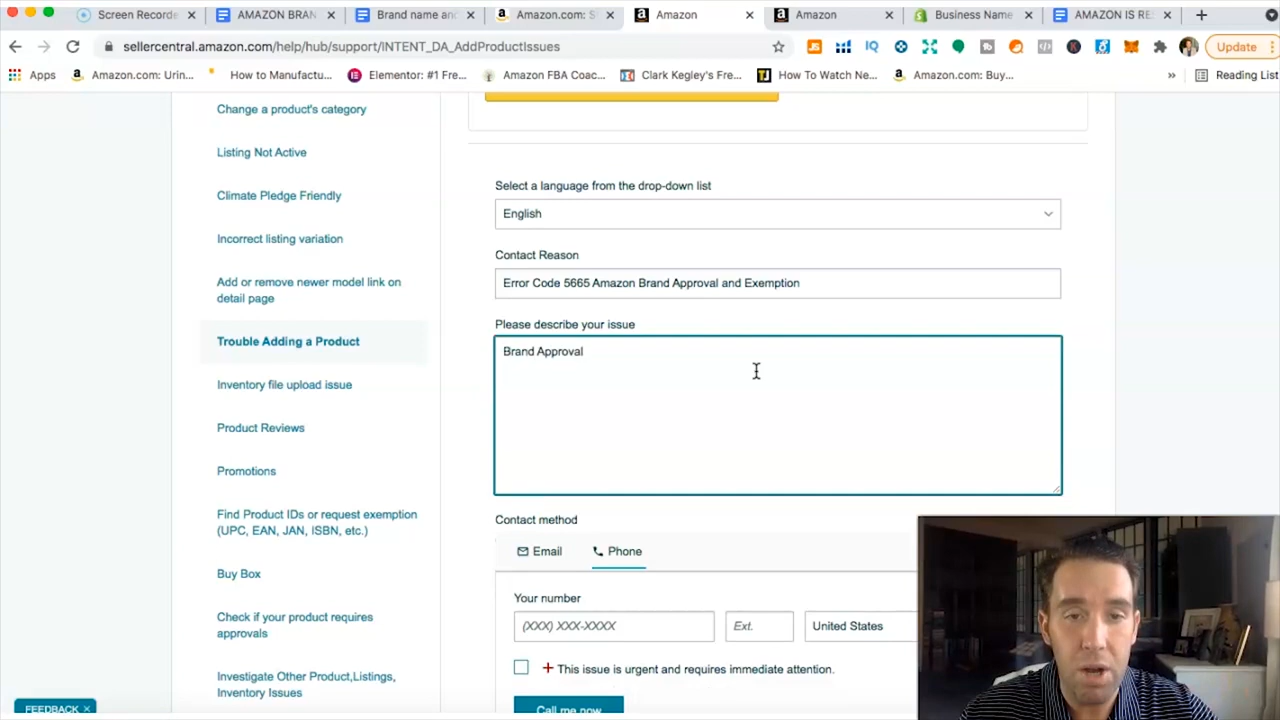 Screen Recorde
AMAZON BRAN
Brand name and
Amazon.com: S
Amazon
Amazon
Business Name
AMAZON IS RE
sellercentral.amazon.com/help/hub/support/INTENT_DA_AddProductIssues
Update
Apps
Amazon.com: Urin...
How to Manufactu...
Elementor: #1 Fre...
Amazon FBA Coac...
Clark Kegley's Fre...
How To Watch Ne...
Amazon.com: Buy...
»
Reading List
Change a product's category
Listing Not Active
Climate Pledge Friendly
Incorrect listing variation
Add or remove newer model link on
detail page
Trouble Adding a Product
Inventory file upload issue
Product Reviews
Promotions
Find Product IDs or request exemption
(UPC, EAN, JAN, ISBN, etc.)
Buy Box
Check if your product requires
approvals
Investigate Other Product,Listings,
Inventory Issues
FEEDBACK ×
Select a language from the drop-down list
English
Contact Reason
Error Code 5665 Amazon Brand Approval and Exemption
Please describe your issue
Brand Approval
Contact method
Email
Phone
Your number
(XXX) XXX-XXXX
Ext.
United States
+ This issue is urgent and requires immediate attention.
Call me now